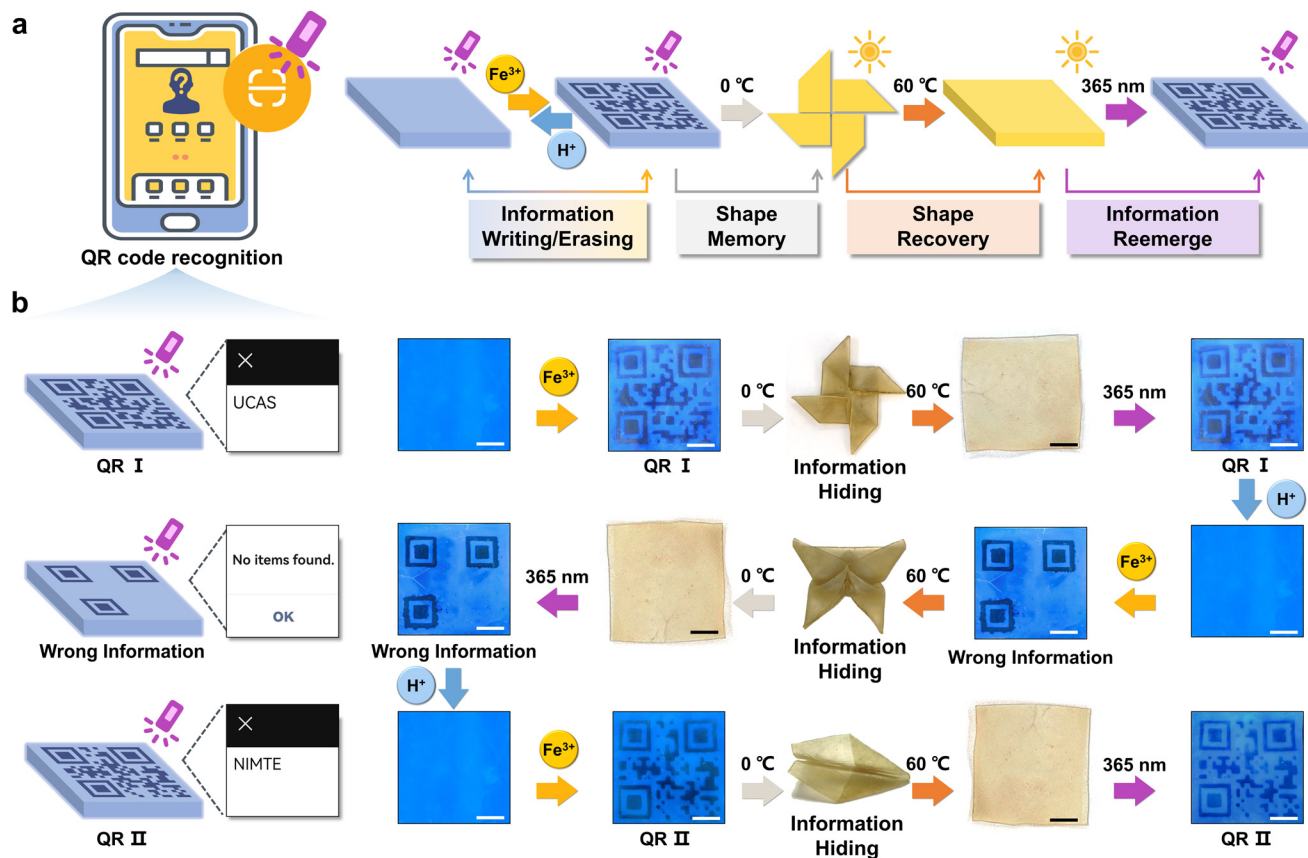 a
Fe³⁺
H⁺
0 ℃
60 ℃
365 nm
Information
Writing/Erasing
Shape
Memory
Shape
Recovery
Information
Reemerge
?
QR code recognition
b
UCAS
QR Ⅰ
Fe³⁺
QR Ⅰ
0 ℃
Information
Hiding
60 ℃
365 nm
QR Ⅰ
H⁺
No items found.
OK
Wrong Information
Wrong Information
365 nm
0 ℃
Information
Hiding
60 ℃
Wrong Information
Fe³⁺
H⁺
NIMTE
QR Ⅱ
Fe³⁺
QR Ⅱ
0 ℃
Information
Hiding
60 ℃
365 nm
QR Ⅱ